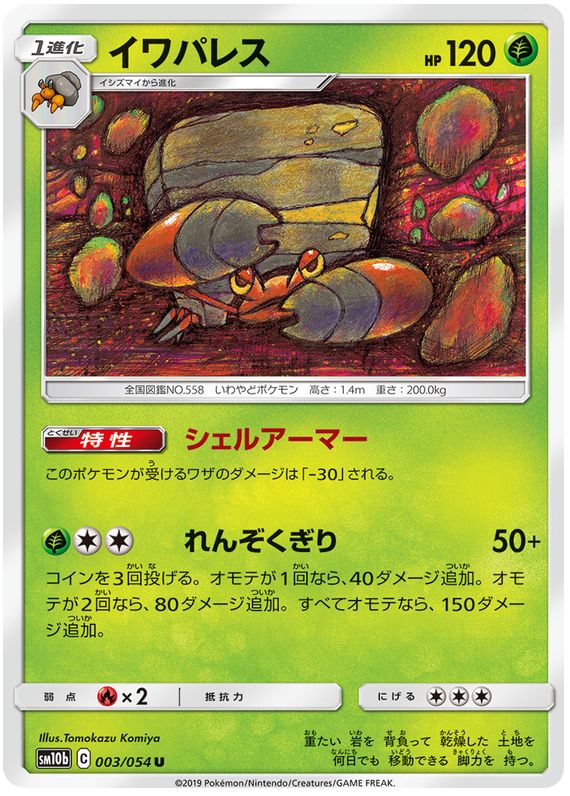 1進化
イワパレス
HP 120
イシズマイから進化
全国図鑑NO.558 いわやどポケモン 高さ：1.4m 重さ：200.0kg
とくせい
特性 シェルアーマー
このポケモンが受けるワザのダメージは「-30」される。
れんぞくぎり 50+
コインを3回投げる。オモテが1回なら、40ダメージ追加。オモ
テが2回なら、80ダメージ追加。すべてオモテなら、150ダメー
ジ追加。
弱点 ×2 抵抗力 にげる
Illus.Tomokazu Komiya
sm10b C 003/054 U
重たい 岩を 背負って 乾燥した 土地を
何日でも 移動できる 脚力を 持つ。
©2019 Pokémon/Nintendo/Creatures/GAME FREAK.